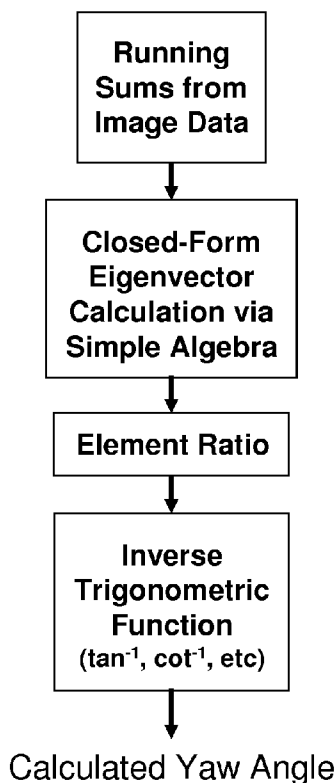 Running
Sums from
Image Data
Closed-Form
Eigenvector
Calculation via
Simple Algebra
Element Ratio
Inverse
Trigonometric
Function
(tan⁻¹, cot⁻¹, etc)
Calculated Yaw Angle